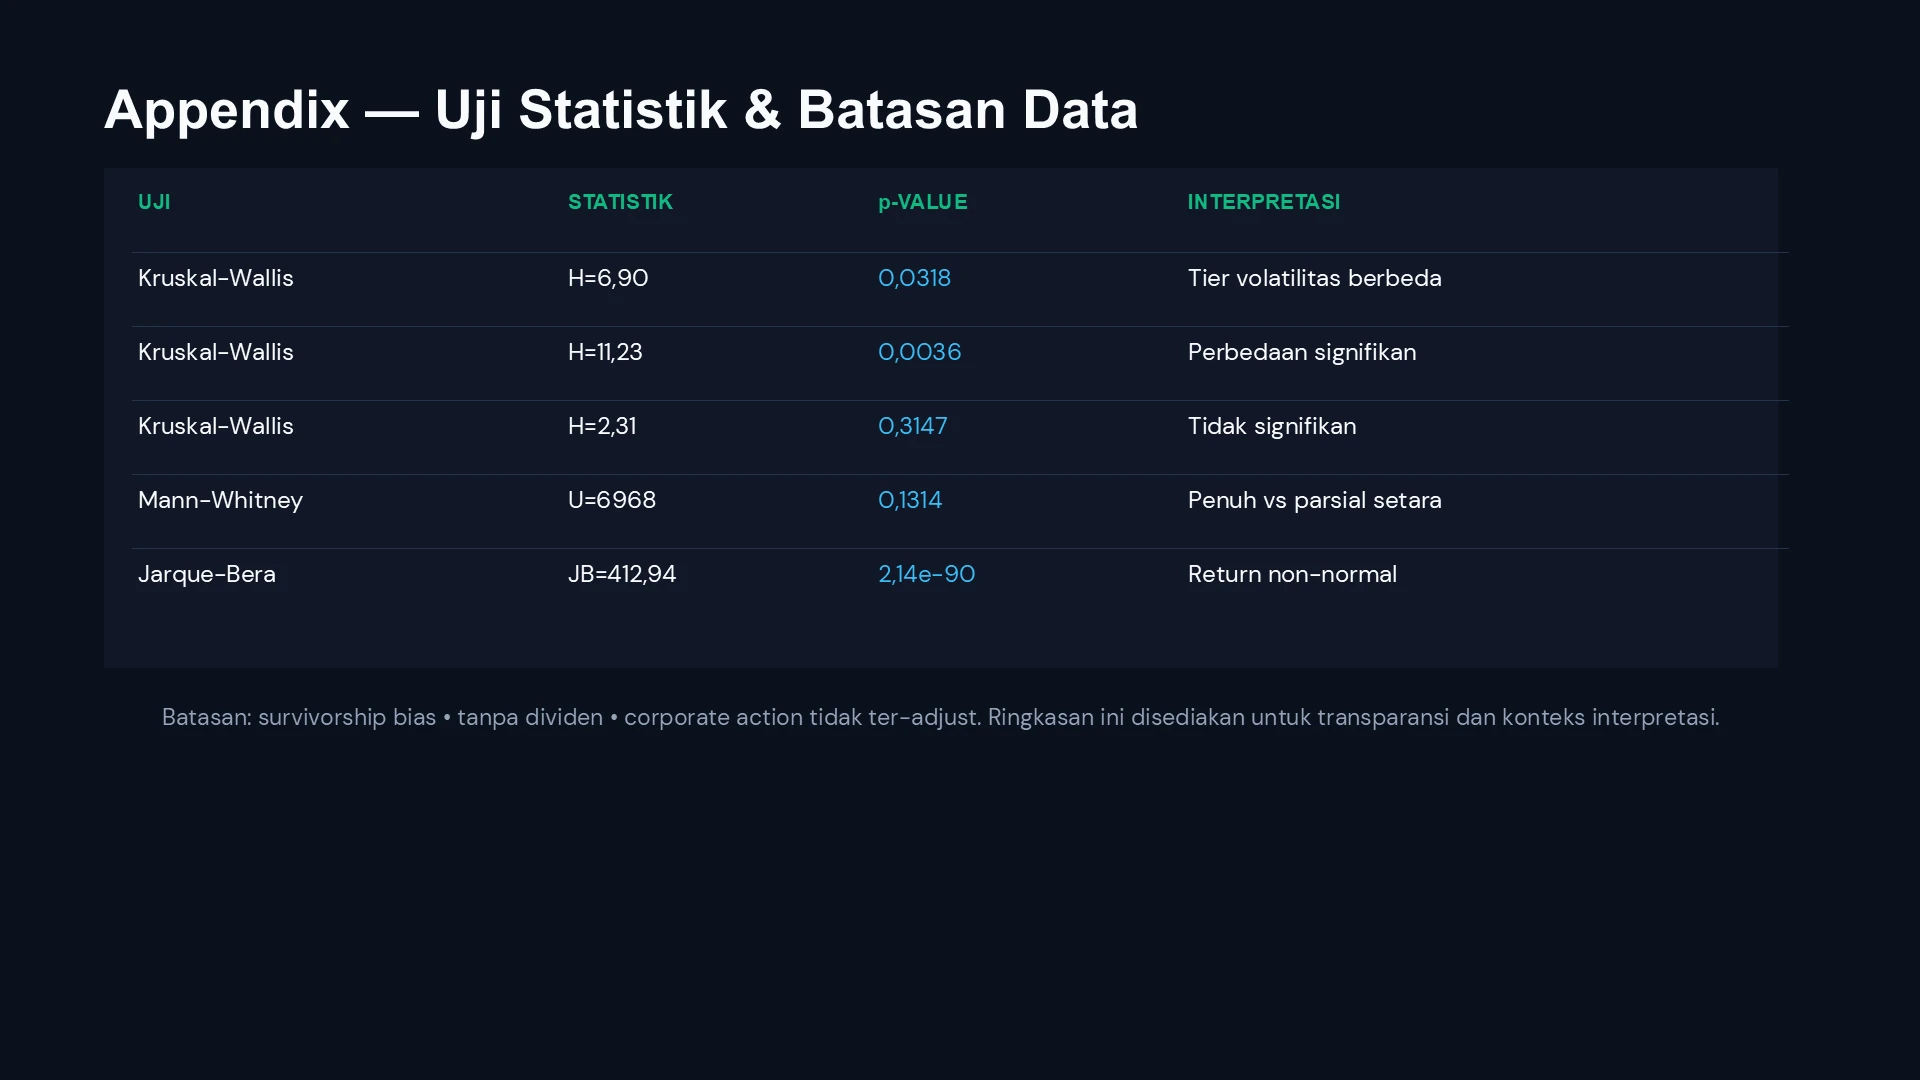 Appendix — Uji Statistik & Batasan Data
UJI STATISTIK p-VALUE INTERPRETASI
Kruskal-Wallis H=6,90 0,0318 Tier volatilitas berbeda
Kruskal-Wallis H=11,23 0,0036 Perbedaan signifikan
Kruskal-Wallis H=2,31 0,3147 Tidak signifikan
Mann-Whitney U=6968 0,1314 Penuh vs parsial setara
Jarque-Bera JB=412,94 2,14e-90 Return non-normal
Batasan: survivorship bias • tanpa dividen • corporate action tidak ter-adjust. Ringkasan ini disediakan untuk transparansi dan konteks interpretasi.